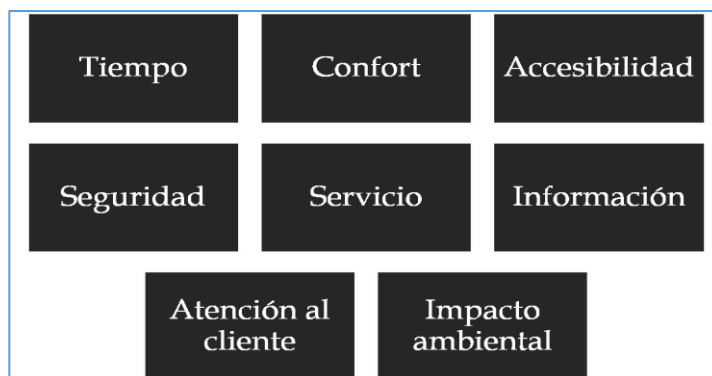 Tiempo
Confort
Accesibilidad
Seguridad
Servicio
Información
Atención al
cliente
Impacto
ambiental